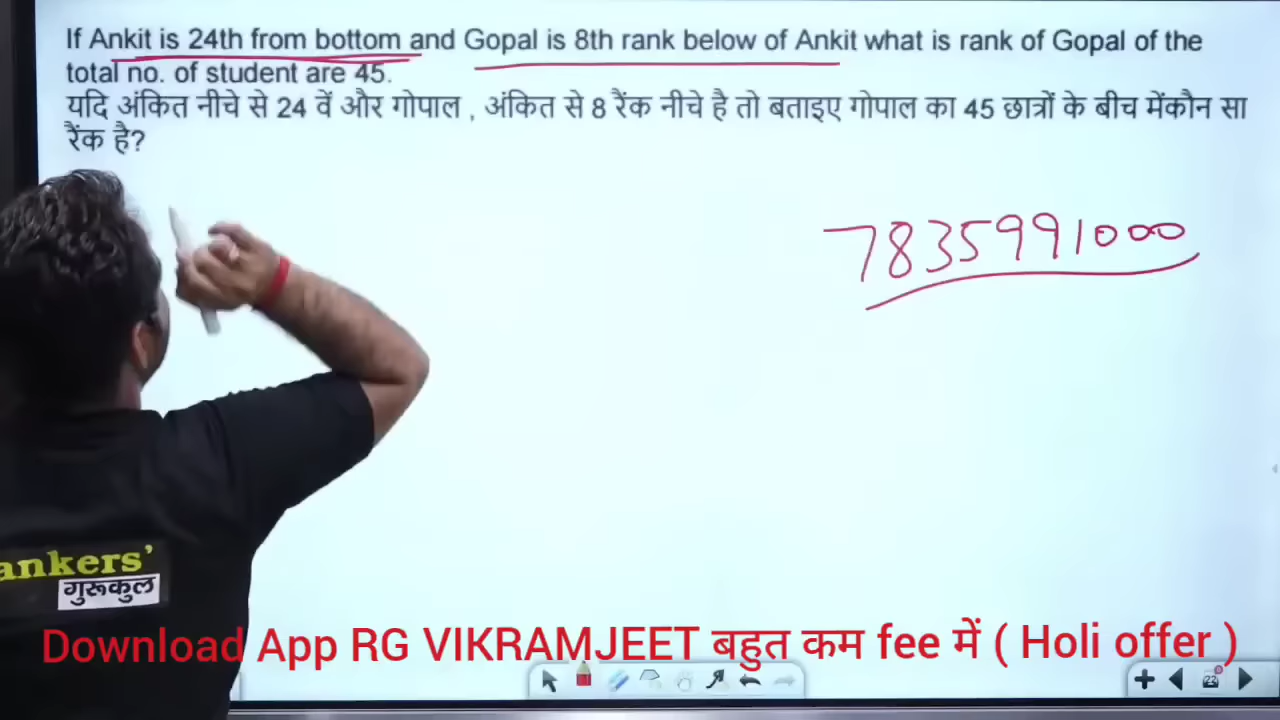 If Ankit is 24th from bottom and Gopal is 8th rank below of Ankit what is rank of Gopal of the
total no. of student are 45.
यदि अंकित नीचे से 24 वें और गोपाल , अंकित से 8 रैंक नीचे है तो बताइए गोपाल का 45 छात्रों के बीच मेंकौन सा
रैंक है?
7835991000
ankers’
गुरूकुल
Download App RG VIKRAMJEET बहुत कम fee में ( Holi offer )
23